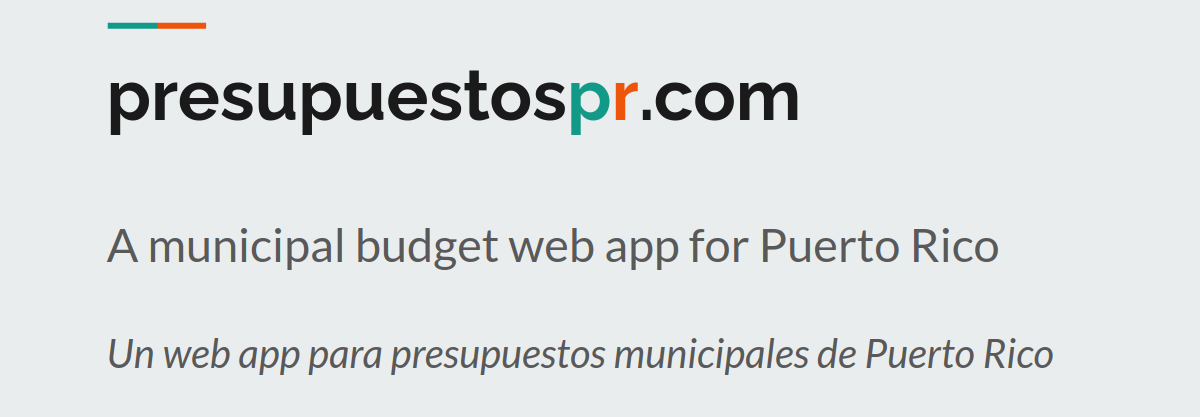 presupuestospr.com
A municipal budget web app for Puerto Rico
Un web app para presupuestos municipales de Puerto Rico